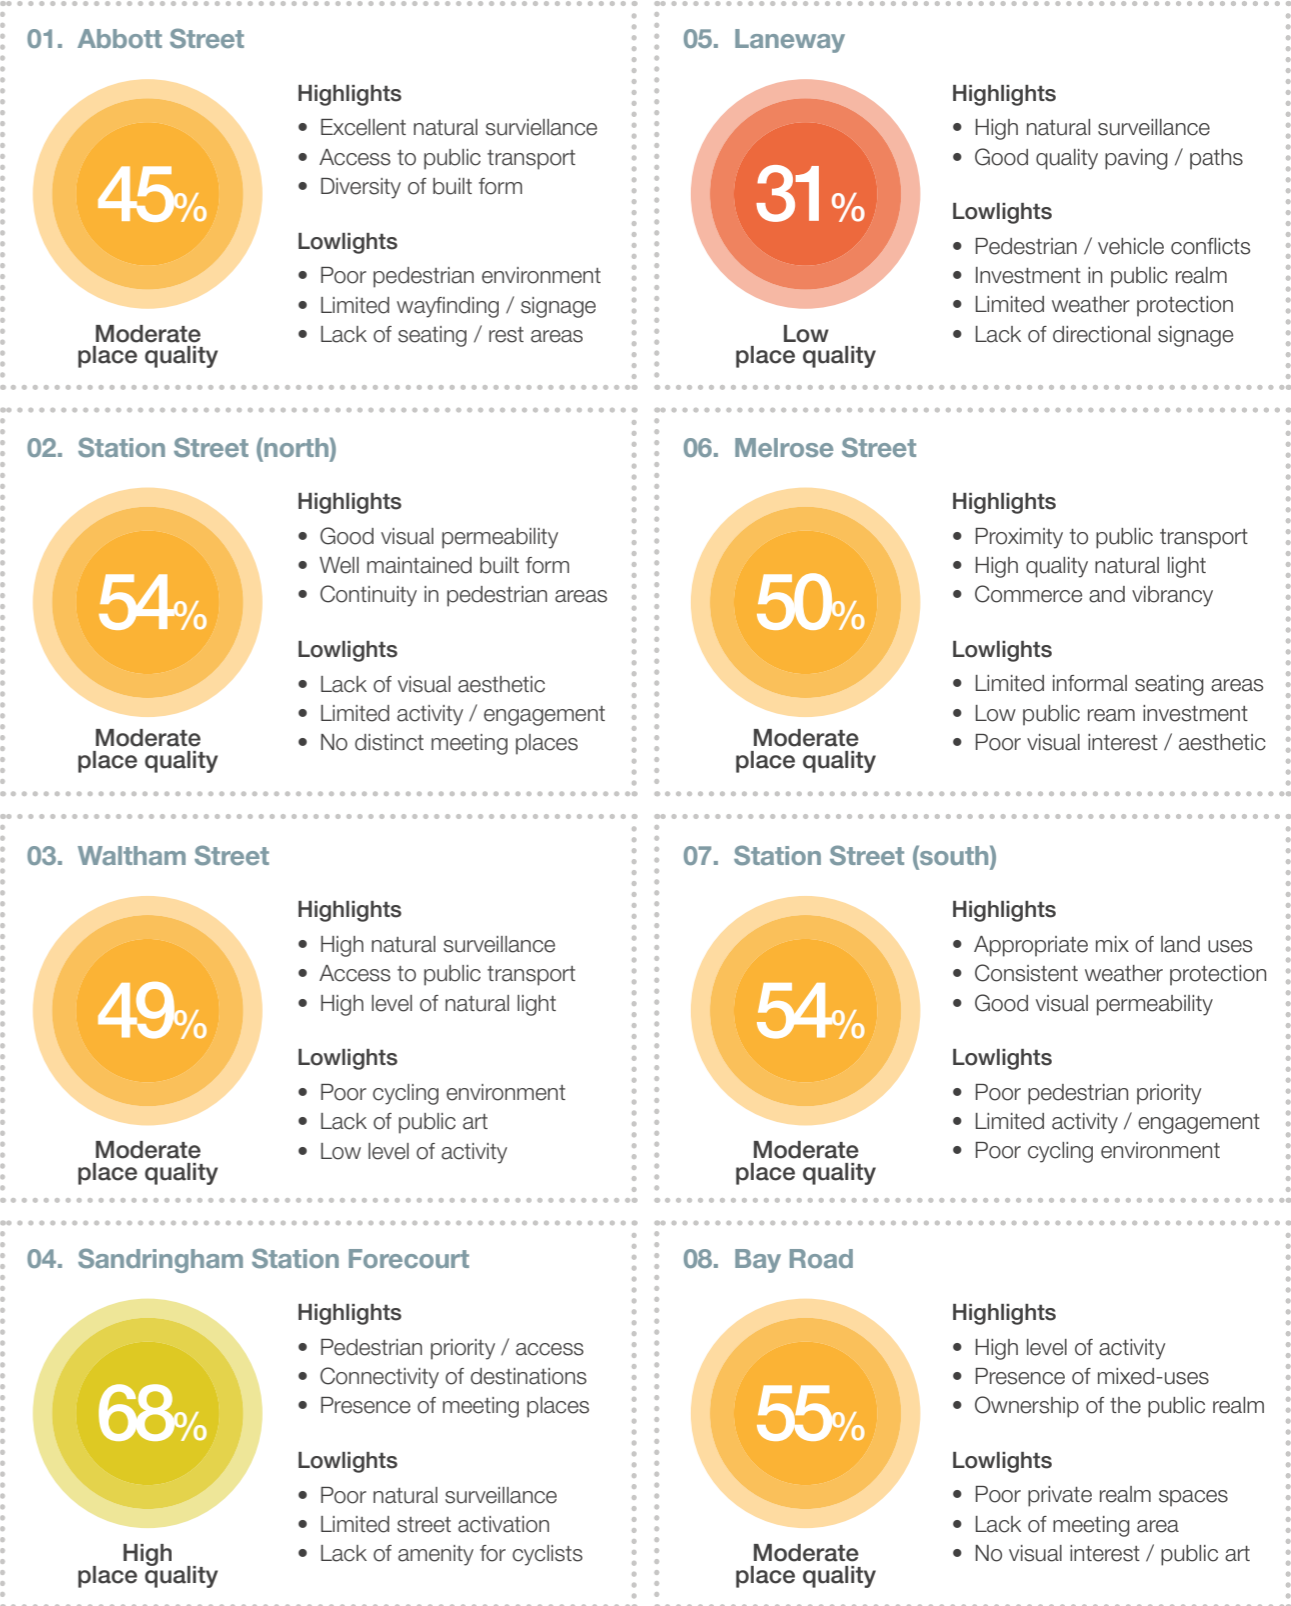 01. Abbott Street
45%
Moderate
place quality
Highlights
• Excellent natural surviellance
• Access to public transport
• Diversity of built form
Lowlights
• Poor pedestrian environment
• Limited wayfinding / signage
• Lack of seating / rest areas
02. Station Street (north)
54%
Moderate
place quality
Highlights
• Good visual permeability
• Well maintained built form
• Continuity in pedestrian areas
Lowlights
• Lack of visual aesthetic
• Limited activity / engagement
• No distinct meeting places
03. Waltham Street
49%
Moderate
place quality
Highlights
• High natural surveillance
• Access to public transport
• High level of natural light
Lowlights
• Poor cycling environment
• Lack of public art
• Low level of activity
04. Sandringham Station Forecourt
68%
High
place quality
Highlights
• Pedestrian priority / access
• Connectivity of destinations
• Presence of meeting places
Lowlights
• Poor natural surveillance
• Limited street activation
• Lack of amenity for cyclists
05. Laneway
31%
Low
place quality
Highlights
• High natural surveillance
• Good quality paving / paths
Lowlights
• Pedestrian / vehicle conflicts
• Investment in public realm
• Limited weather protection
• Lack of directional signage
06. Melrose Street
50%
Moderate
place quality
Highlights
• Proximity to public transport
• High quality natural light
• Commerce and vibrancy
Lowlights
• Limited informal seating areas
• Low public ream investment
• Poor visual interest / aesthetic
07. Station Street (south)
54%
Moderate
place quality
Highlights
• Appropriate mix of land uses
• Consistent weather protection
• Good visual permeability
Lowlights
• Poor pedestrian priority
• Limited activity / engagement
• Poor cycling environment
08. Bay Road
55%
Moderate
place quality
Highlights
• High level of activity
• Presence of mixed-uses
• Ownership of the public realm
Lowlights
• Poor private realm spaces
• Lack of meeting area
• No visual interest / public art